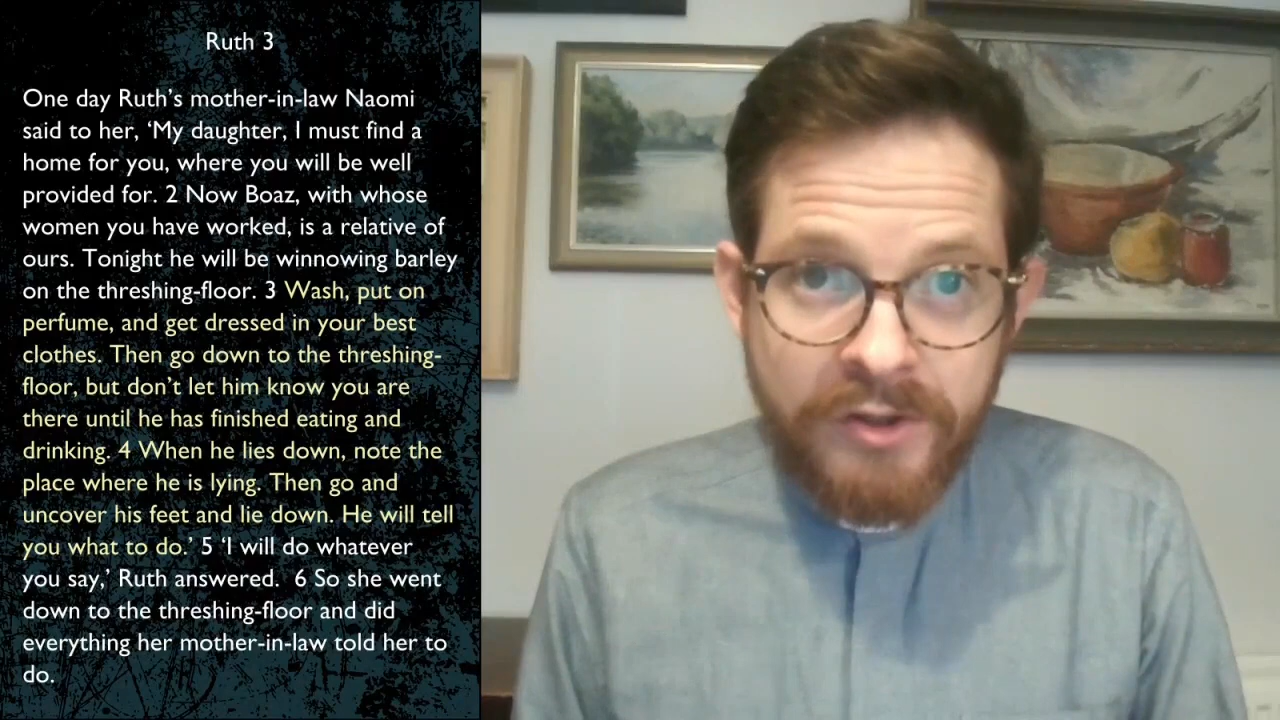 Ruth 3
One day Ruth’s mother-in-law Naomi
said to her, ‘My daughter, I must find a
home for you, where you will be well
provided for. 2 Now Boaz, with whose
women you have worked, is a relative of
ours. Tonight he will be winnowing barley
on the threshing-floor. 3 Wash, put on
perfume, and get dressed in your best
clothes. Then go down to the threshing-
floor, but don’t let him know you are
there until he has finished eating and
drinking. 4 When he lies down, note the
place where he is lying. Then go and
uncover his feet and lie down. He will tell
you what to do.’ 5 ‘I will do whatever
you say,’ Ruth answered.  6 So she went
down to the threshing-floor and did
everything her mother-in-law told her to
do.